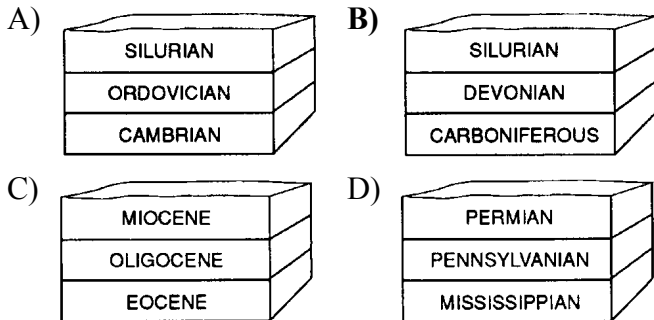 A)
SILURIAN
ORDOVICIAN
CAMBRIAN
B)
SILURIAN
DEVONIAN
CARBONIFEROUS
C)
MIOCENE
OLIGOCENE
EOCENE
D)
PERMIAN
PENNSYLVANIAN
MISSISSIPPIAN